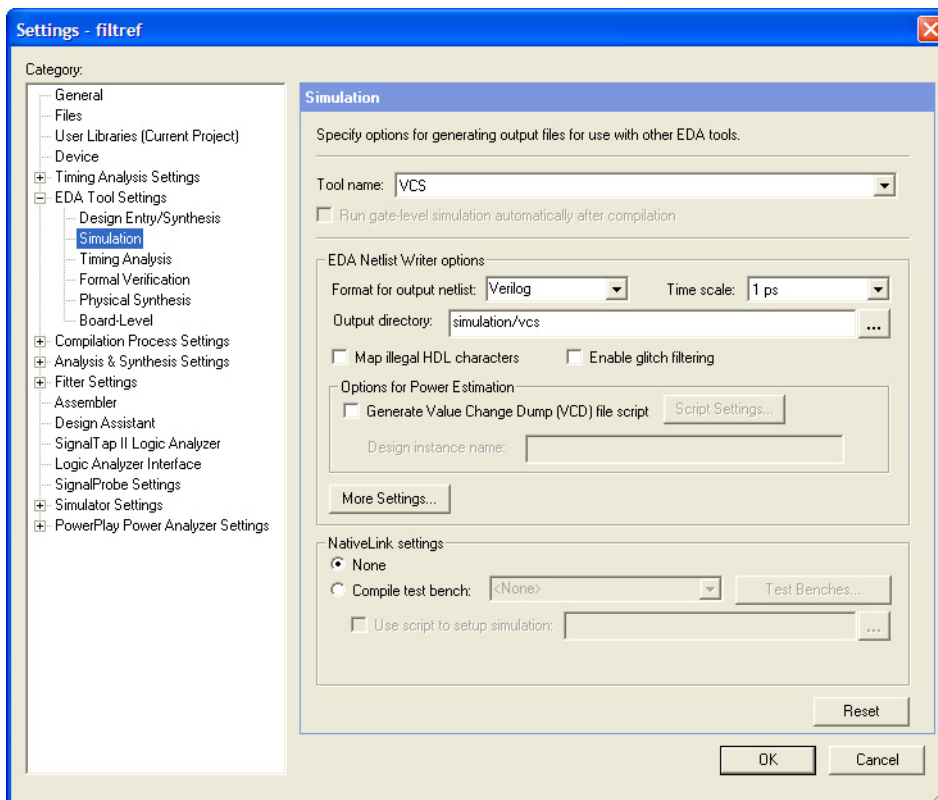 Settings - filtref
Category:
General
Files
User Libraries (Current Project)
Device
Timing Analysis Settings
EDA Tool Settings
Design Entry/Synthesis
Simulation
Timing Analysis
Formal Verification
Physical Synthesis
Board-Level
Compilation Process Settings
Analysis & Synthesis Settings
Fitter Settings
Assembler
Design Assistant
SignalTap II Logic Analyzer
Logic Analyzer Interface
SignalProbe Settings
Simulator Settings
PowerPlay Power Analyzer Settings
Simulation
Specify options for generating output files for use with other EDA tools.
Tool name: VCS
Run gate-level simulation automatically after compilation
EDA Netlist Writer options
Format for output netlist: Verilog Time scale: 1 ps
Output directory: simulation/vcs ...
Map illegal HDL characters Enable glitch filtering
Options for Power Estimation
Generate Value Change Dump (VCD) file script Script Settings...
Design instance name:
More Settings...
NativeLink settings
None
Compile test bench: <None> Test Benches...
Use script to setup simulation: ...
Reset
OK Cancel